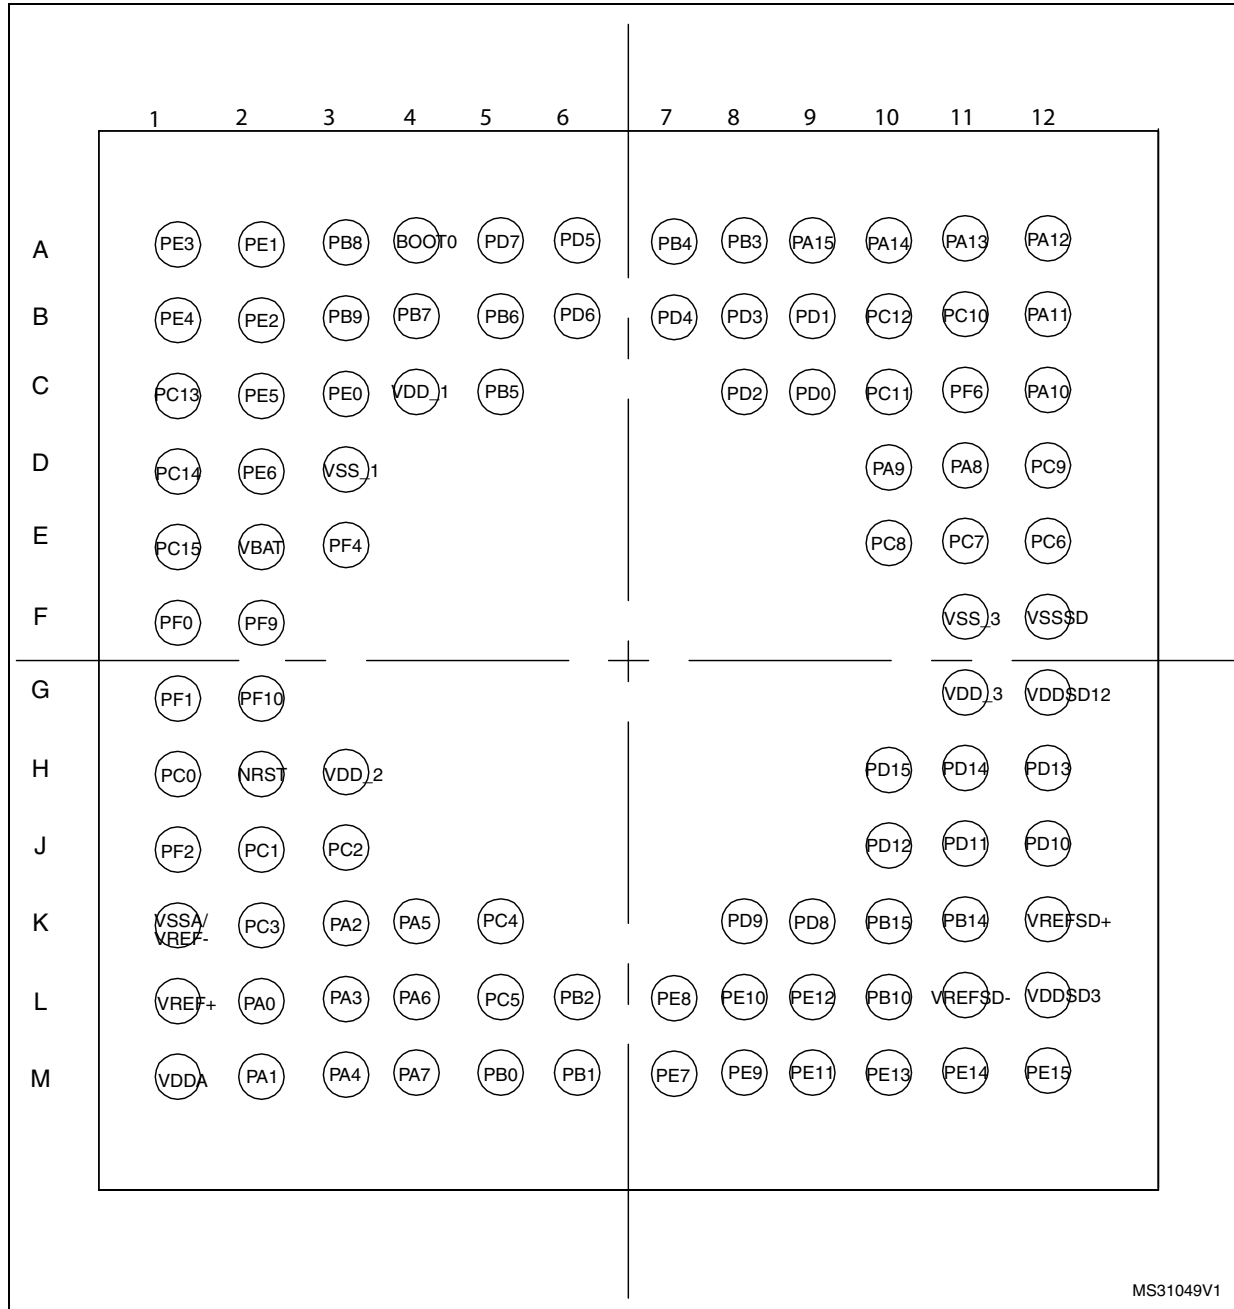 1 2 3 4 5 6 7 8 9 10 11 12
A PE3 PE1 PB8 BOOT0 PD7 PD5 PB4 PB3 PA15 PA14 PA13 PA12
B PE4 PE2 PB9 PB7 PB6 PD6 PD4 PD3 PD1 PC12 PC10 PA11
C PC13 PE5 PE0 VDD_1 PB5 PD2 PD0 PC11 PF6 PA10
D PC14 PE6 VSS_1 PA9 PA8 PC9
E PC15 VBAT PF4 PC8 PC7 PC6
F PF0 PF9 VSS_3 VSSSD
G PF1 PF10 VDD_3 VDDSD12
H PC0 NRST VDD_2 PD15 PD14 PD13
J PF2 PC1 PC2 PD12 PD11 PD10
K VSSA/ VREF- PC3 PA2 PA5 PC4 PD9 PD8 PB15 PB14 VREFSD+
L VREF+ PA0 PA3 PA6 PC5 PB2 PE8 PE10 PE12 PB10 VREFSD- VDDSD3
M VDDA PA1 PA4 PA7 PB0 PB1 PE7 PE9 PE11 PE13 PE14 PE15
MS31049V1